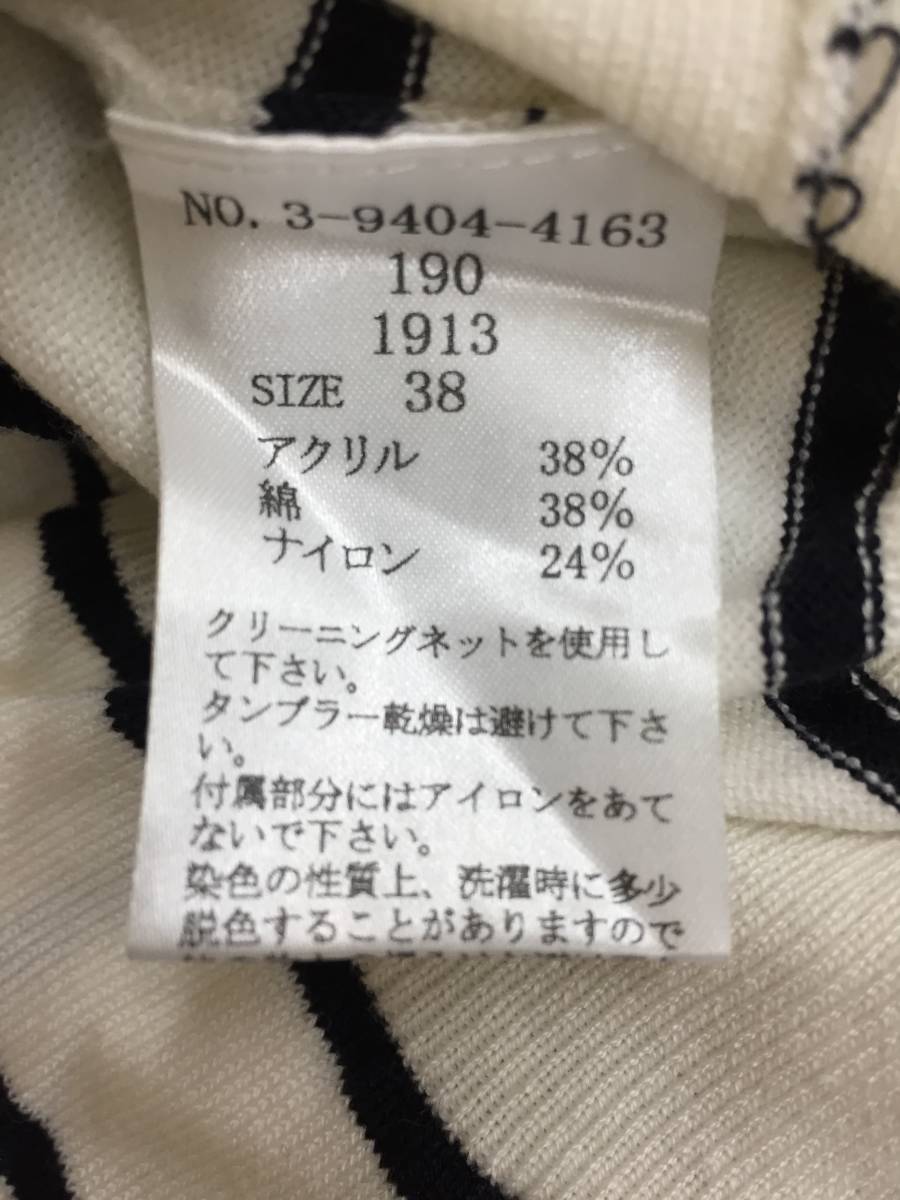 NO. 3-9404-4163
190
1913
SIZE 38
アクリル 38%
綿 38%
ナイロン 24%
クリーニングネットを使用し
て下さい。
タンブラー乾燥は避けて下さ
い。
付属部分にはアイロンをあて
ないで下さい。
染色の性質上、洗濯時に多少
脱色することがありますので